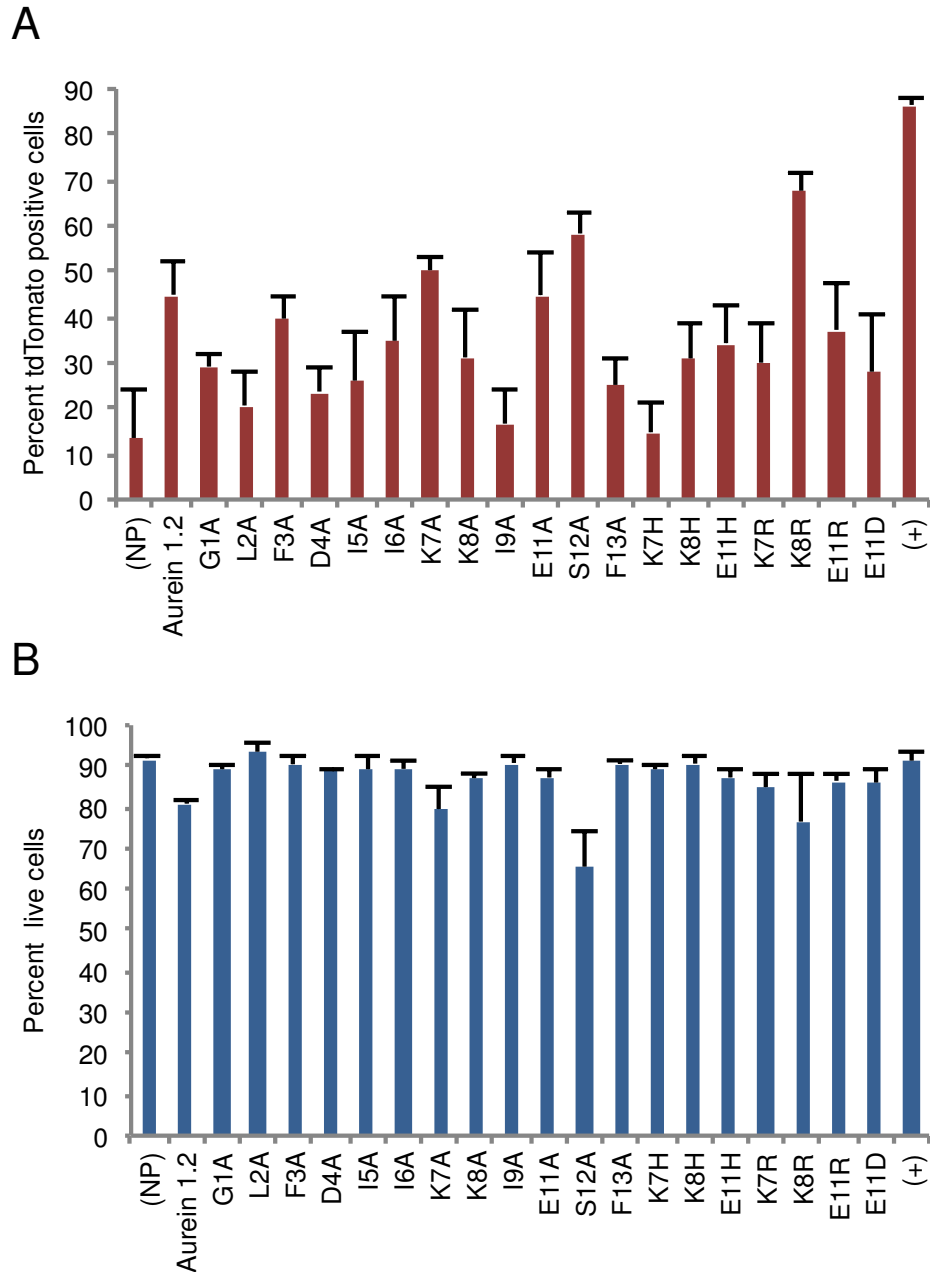 A
Percent tdTomato positive cells
90
80
70
60
50
40
30
20
10
0
(NP)
Aurein 1.2
G1A
L2A
F3A
D4A
I5A
I6A
K7A
K8A
I9A
E11A
S12A
F13A
K7H
K8H
E11H
K7R
K8R
E11R
E11D
(+)
B
Percent live cells
100
90
80
70
60
50
40
30
20
10
0
(NP)
Aurein 1.2
G1A
L2A
F3A
D4A
I5A
I6A
K7A
K8A
I9A
E11A
S12A
F13A
K7H
K8H
E11H
K7R
K8R
E11R
E11D
(+)